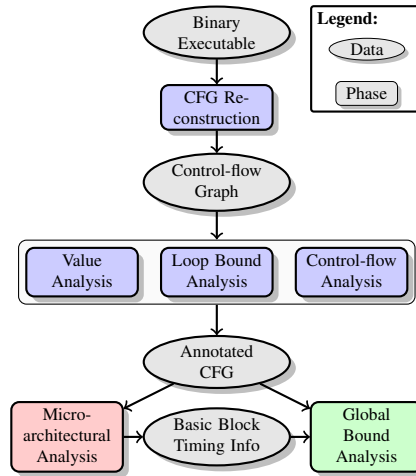 Binary
Executable
Legend:
Data
Phase
CFG Re-
construction
Control-flow
Graph
Value
Analysis
Loop Bound
Analysis
Control-flow
Analysis
Annotated
CFG
Micro-
architectural
Analysis
Basic Block
Timing Info
Global
Bound
Analysis